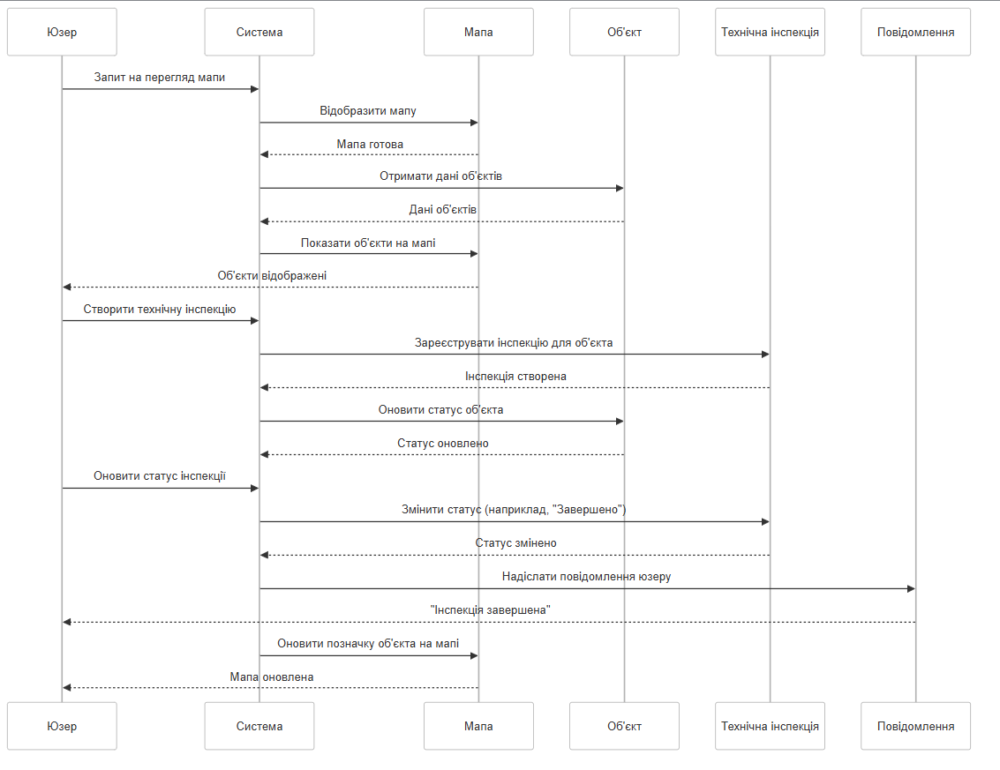 Юзер
Система
Мапа
Об'єкт
Технічна інспекція
Повідомлення
Запит на перегляд мапи
Відобразити мапу
Мапа готова
Отримати дані об'єктів
Дані об'єктів
Показати об'єкти на мапі
Об'єкти відображені
Створити технічну інспекцію
Зареєструвати інспекцію для об'єкта
Інспекція створена
Оновити статус об'єкта
Статус оновлено
Оновити статус інспекції
Змінити статус (наприклад, "Завершено")
Статус змінено
Надіслати повідомлення юзеру
"Інспекція завершена"
Оновити позначку об'єкта на мапі
Мапа оновлена
Юзер
Система
Мапа
Об'єкт
Технічна інспекція
Повідомлення